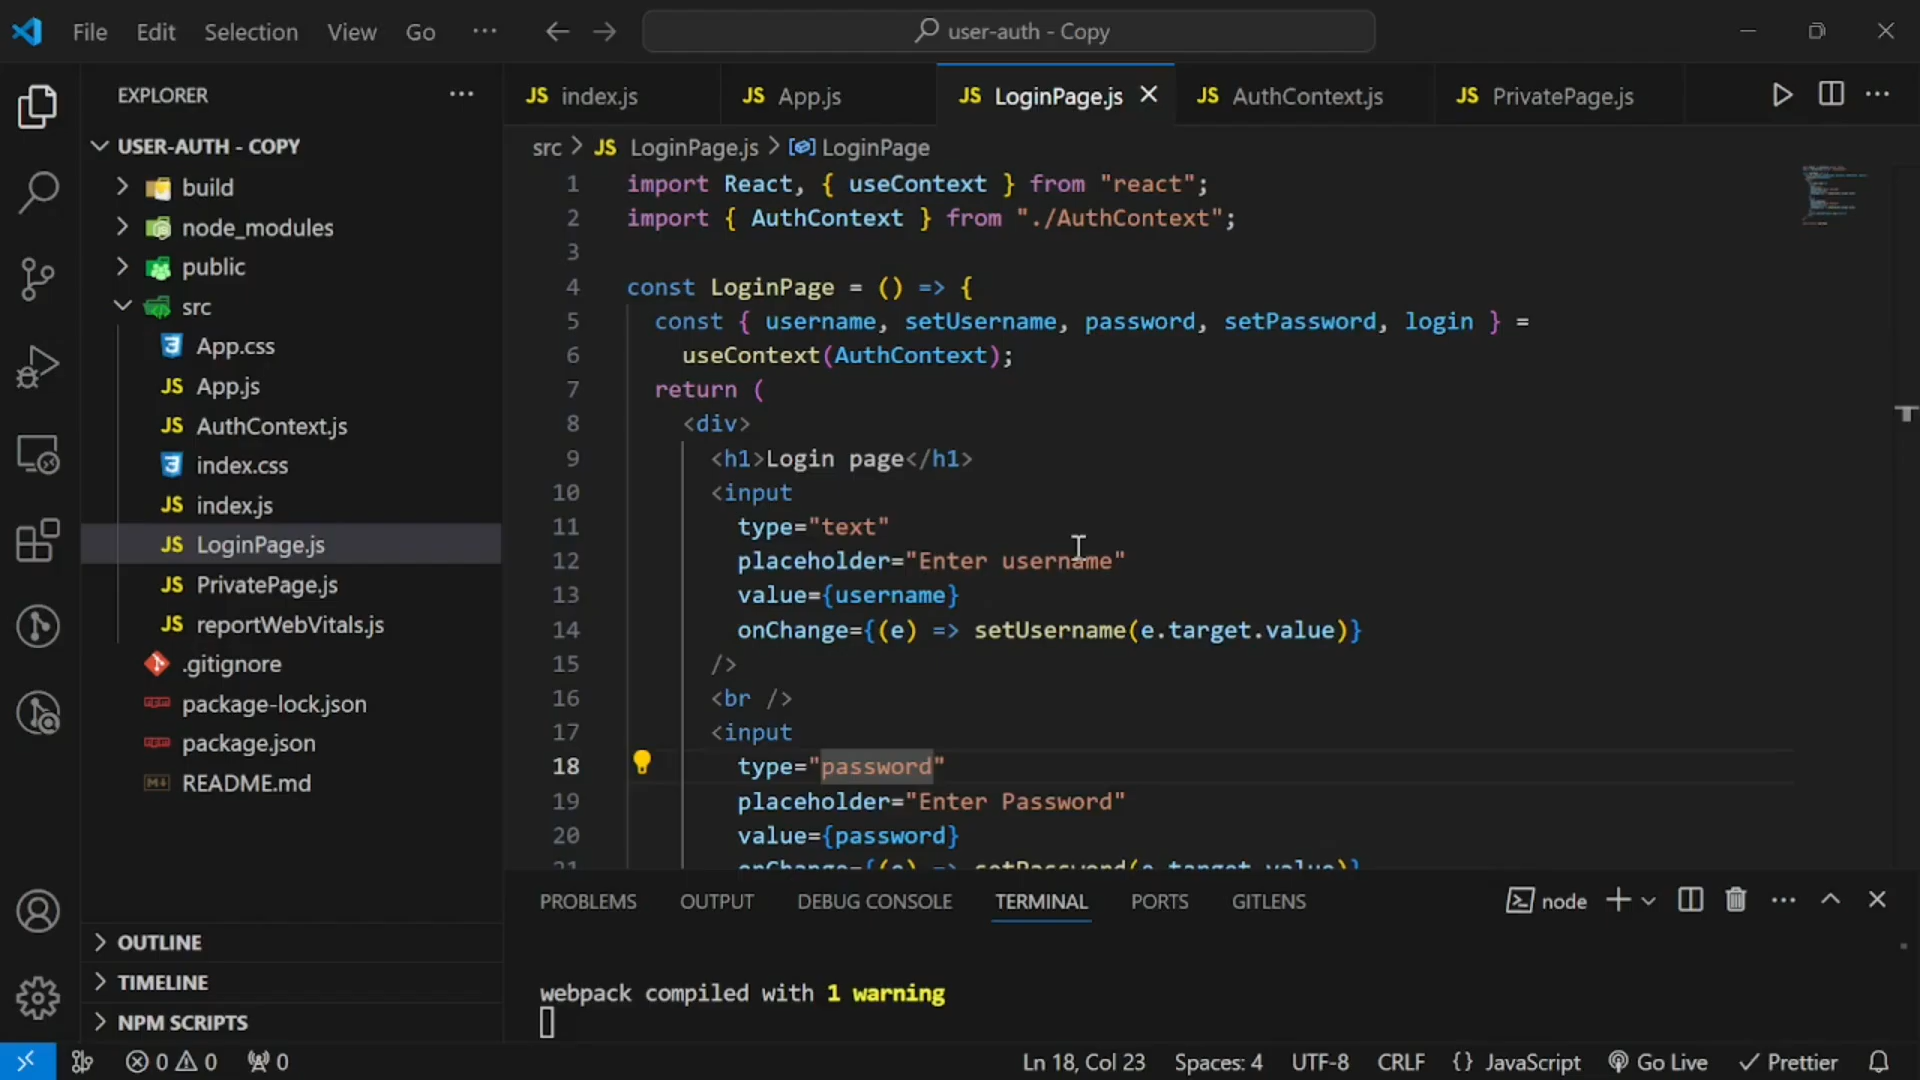 File Edit Selection View Go ··· user-auth - Copy
EXPLORER ···
USER-AUTH - COPY
build
node_modules
public
src
App.css
App.js
AuthContext.js
index.css
index.js
LoginPage.js
PrivatePage.js
reportWebVitals.js
.gitignore
package-lock.json
package.json
README.md
OUTLINE
TIMELINE
NPM SCRIPTS
JS index.js JS App.js JS LoginPage.js JS AuthContext.js JS PrivatePage.js
src > JS LoginPage.js > LoginPage
1 import React, { useContext } from "react";
2 import { AuthContext } from "./AuthContext";
3
4 const LoginPage = () => {
5 const { username, setUsername, password, setPassword, login } =
6 useContext(AuthContext);
7 return (
8 <div>
9 <h1>Login page</h1>
10 <input
11 type="text"
12 placeholder="Enter username"
13 value={username}
14 onChange={(e) => setUsername(e.target.value)}
15 />
16 <br />
17 <input
18 type="password"
19 placeholder="Enter Password"
20 value={password}
21 onChange={(e) => setPassword(e.target.value)}
PROBLEMS OUTPUT DEBUG CONSOLE TERMINAL PORTS GITLENS node
webpack compiled with 1 warning
0 0 0 Ln 18, Col 23 Spaces: 4 UTF-8 CRLF {} JavaScript Go Live Prettier